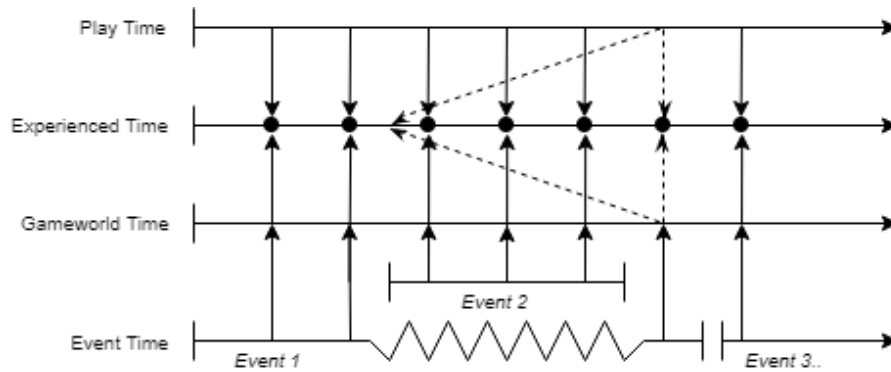 Play Time
Experienced Time
Gameworld Time
Event 2
Event Time
Event 1
Event 3..